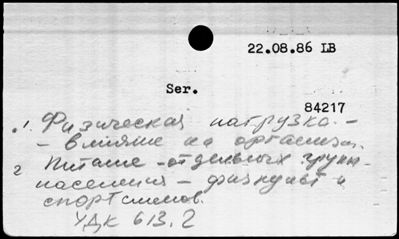 22.08.86 LB
Ser.
84217
1. Физическая нагрузка -
- влияние на организм.
2 Питание - отдельных групп
населения - физкульт и
спортсменов.
УДК 613.2